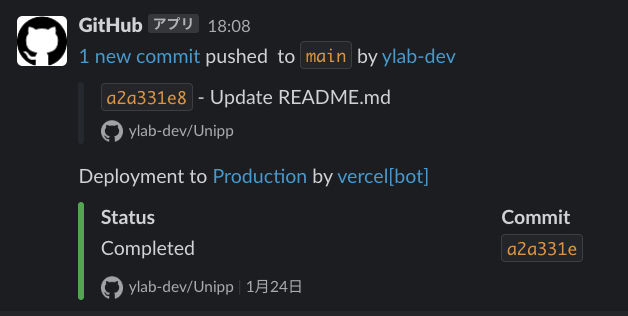 GitHub アプリ 18:08
1 new commit pushed to main by ylab-dev
a2a331e8 - Update README.md
ylab-dev/Unipp
Deployment to Production by vercel[bot]
Status Commit
Completed a2a331e
ylab-dev/Unipp | 1月24日